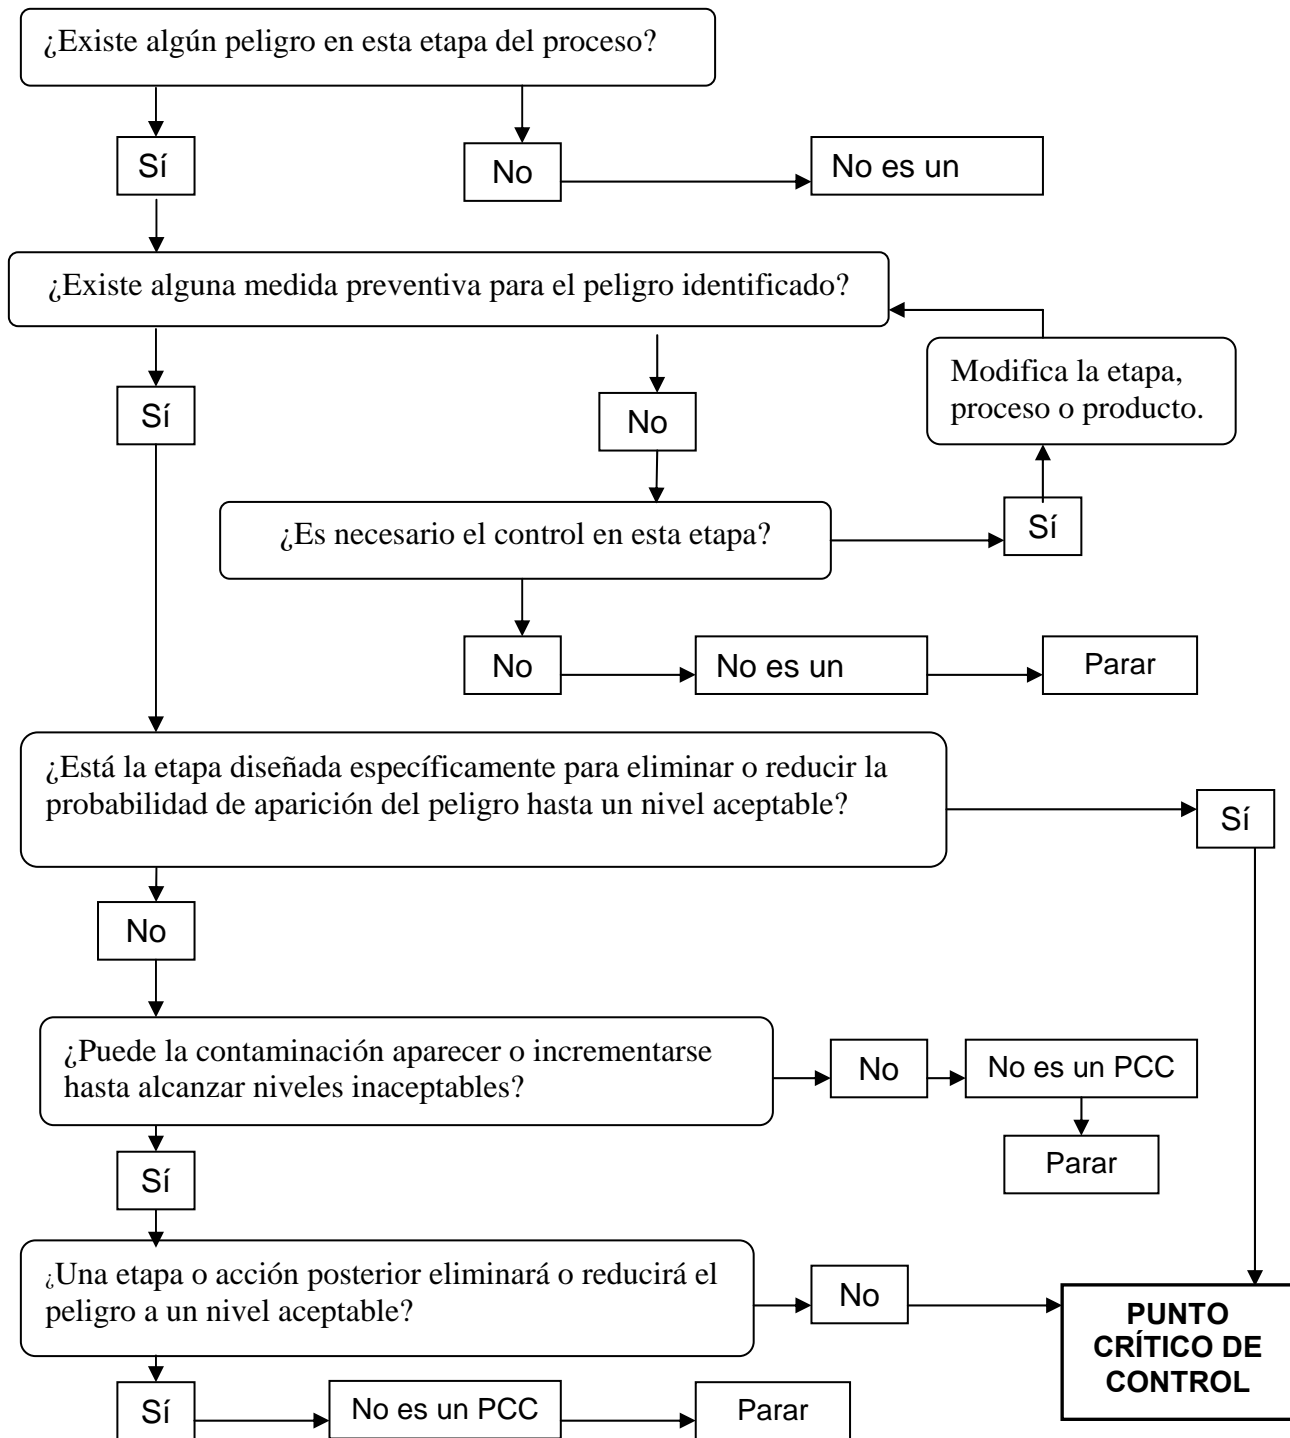 ¿Existe algún peligro en esta etapa del proceso?
Sí
No
No es un
¿Existe alguna medida preventiva para el peligro identificado?
Sí
No
Modifica la etapa,
proceso o producto.
¿Es necesario el control en esta etapa?
Sí
No
No es un
Parar
¿Está la etapa diseñada específicamente para eliminar o reducir la
probabilidad de aparición del peligro hasta un nivel aceptable?
Sí
No
¿Puede la contaminación aparecer o incrementarse
hasta alcanzar niveles inaceptables?
No
No es un PCC
Parar
Sí
¿Una etapa o acción posterior eliminará o reducirá el
peligro a un nivel aceptable?
No
PUNTO
CRÍTICO DE
CONTROL
Sí
No es un PCC
Parar